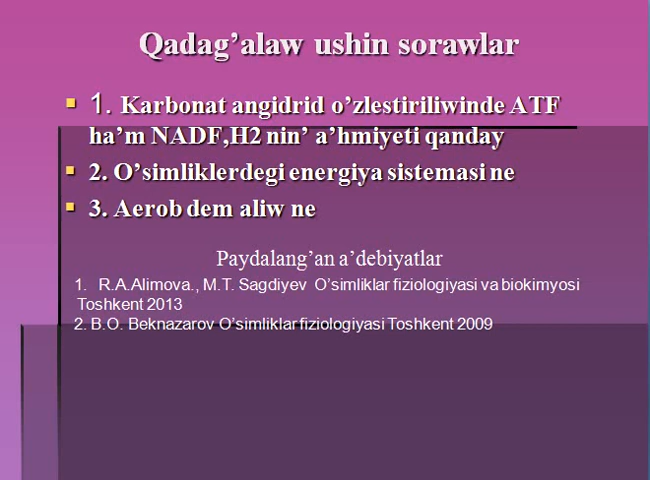 Qadag’alaw ushin sorawlar
1. Karbonat angidrid o’zlestiriliwinde ATF
ha’m NADF,H2 nin’ a’hmiyeti qanday
2. O’simliklerdegi energiya sistemasi ne
3. Aerob dem aliw ne
Paydalang’an a’debiyatlar
1. R.A.Alimova., M.T. Sagdiyev O’simliklar fiziologiyasi va biokimyosi
Toshkent 2013
2. B.O. Beknazarov O’simliklar fiziologiyasi Toshkent 2009